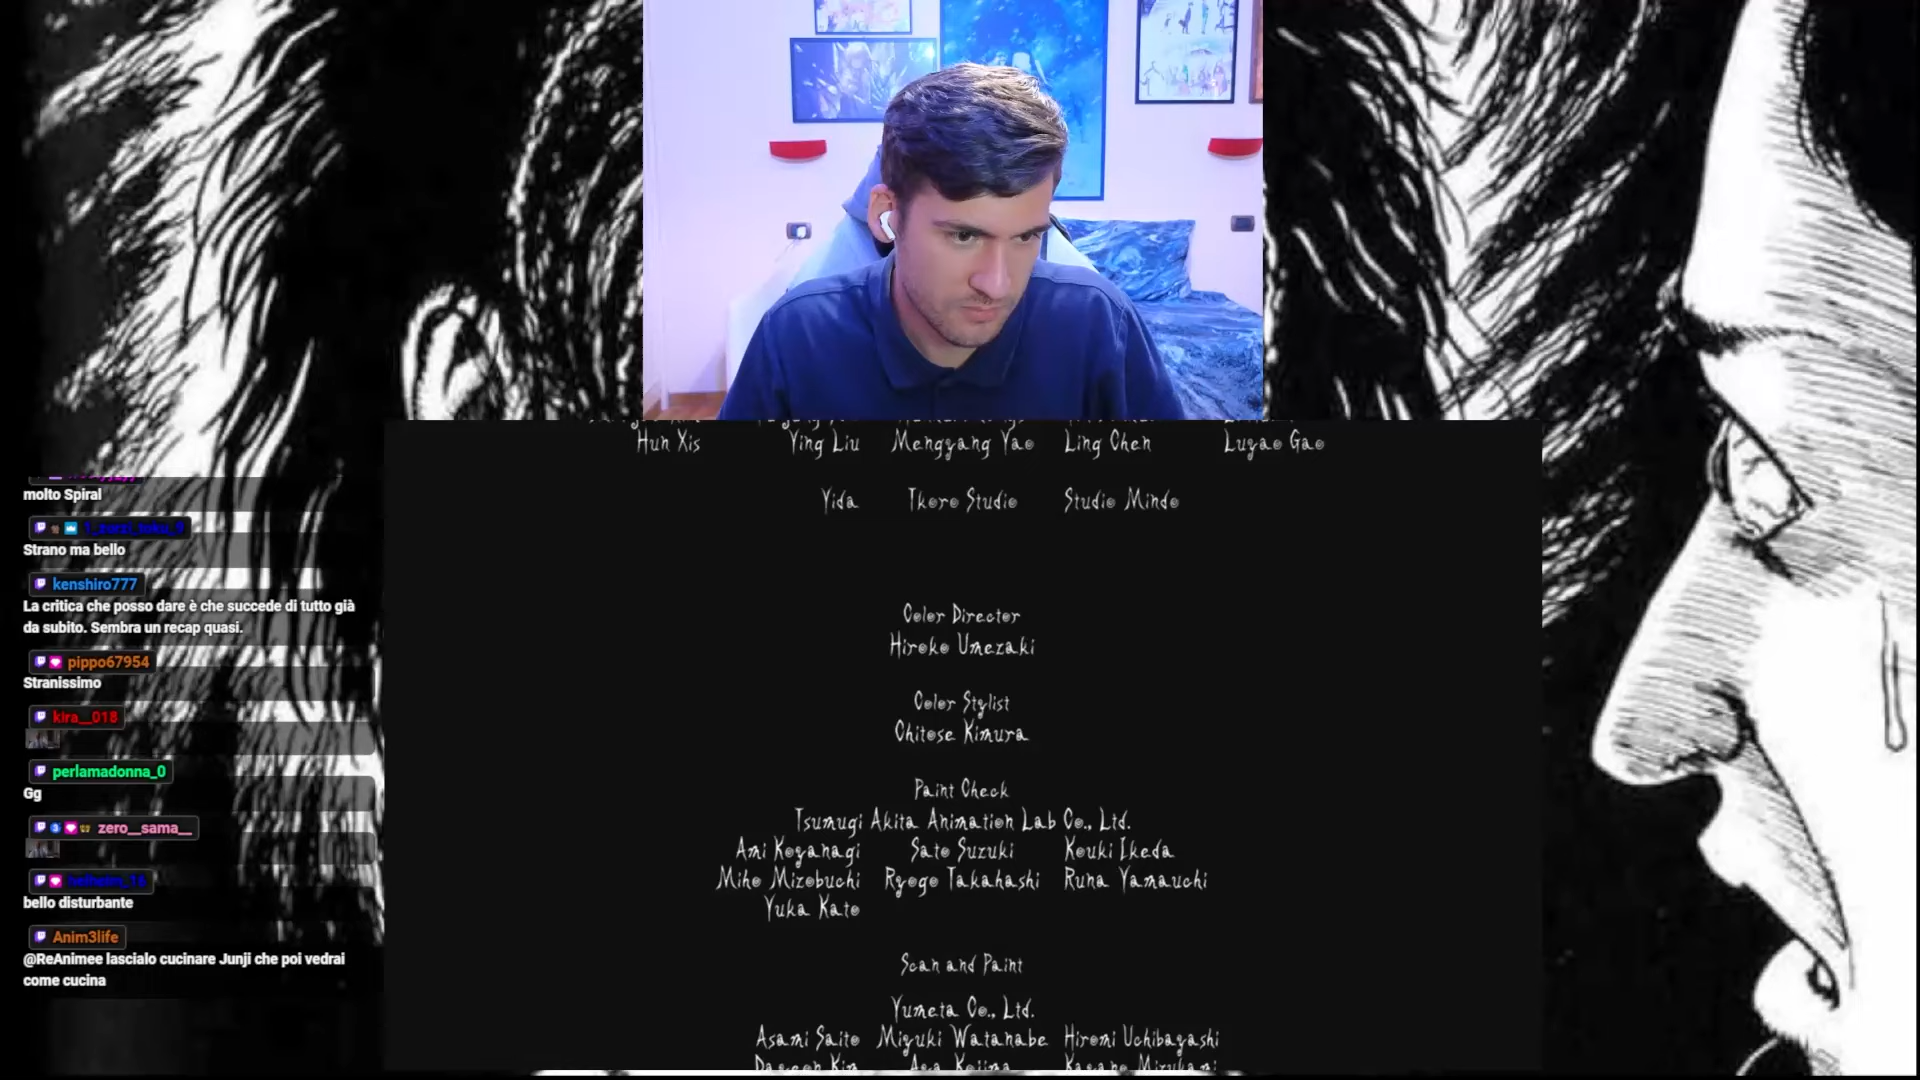 Hun Xis Ying Liu Mengyang Yao Ling Chen Luyao Gao
Yida Tkoro Studio Studio Mindo
Color Director
Hiroko Umezaki
Color Stylist
Chitose Kimura
Paint Check
Tsumugi Akita Animation Lab Co., Ltd.
Ami Koyanagi Sato Suzuki Kouki Ikeda
Miho Mizobuchi Ryogo Takahashi Runa Yamauchi
Yuka Kato
Scan and Paint
Yumeta Co., Ltd.
Asami Saito Miyuki Watanabe Hiromi Uchibayashi
molto Spiral
Strano ma bello
kenshiro777
La critica che posso dare è che succede di tutto già
da subito. Sembra un recap quasi.
pippo67954
Stranissimo
kira__018
perlamadonna_0
Gg
zero__sama__
bello disturbante
Anim3life
@ReAnimee lascialo cucinare Junji che poi vedrai
come cucina